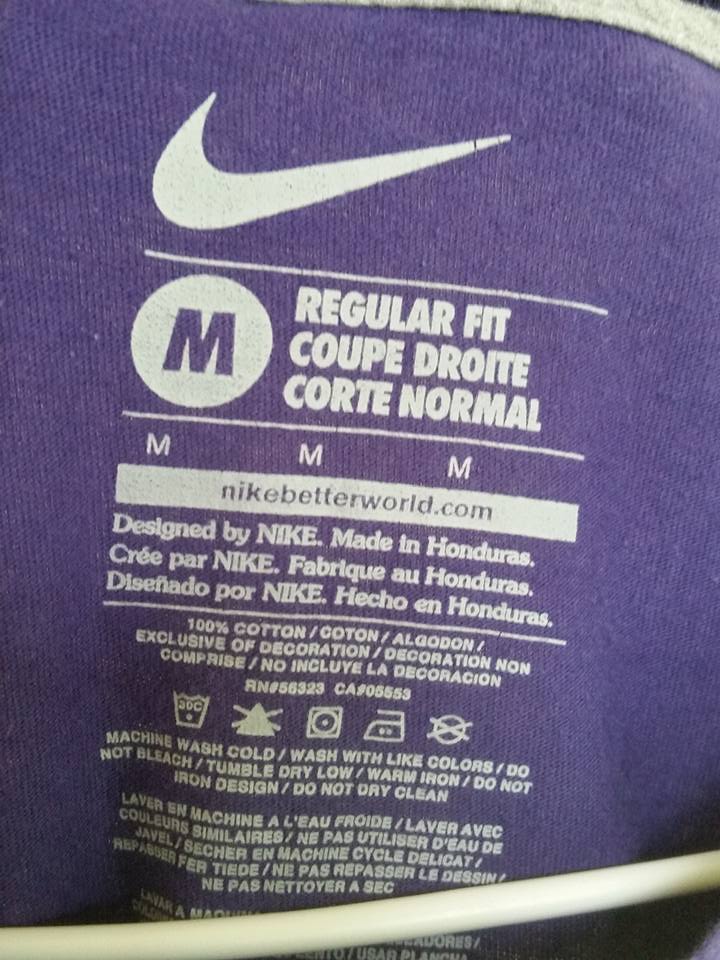 M
REGULAR FIT
COUPE DROITE
CORTE NORMAL
M M M
nikebetterworld.com
Designed by NIKE. Made in Honduras.
Crée par NIKE. Fabrique au Honduras.
Diseñado por NIKE. Hecho en Honduras.
100% COTTON / COTON / ALGODON /
EXCLUSIVE OF DECORATION / DECORATION NON
COMPRISE / NO INCLUYE LA DECORACION
RN#56323 CA#05553
30C
MACHINE WASH COLD / WASH WITH LIKE COLORS / DO
NOT BLEACH / TUMBLE DRY LOW / WARM IRON / DO NOT
IRON DESIGN / DO NOT DRY CLEAN
LAVER EN MACHINE A L'EAU FROIDE / LAVER AVEC
COULEURS SIMILAIRES / NE PAS UTILISER D'EAU DE
JAVEL / SECHER EN MACHINE CYCLE DELICAT /
REPASSER FER TIEDE / NE PAS REPASSER LE DESSIN /
NE PAS NETTOYER A SEC
LAVAR A
/ USAR PLANCHA